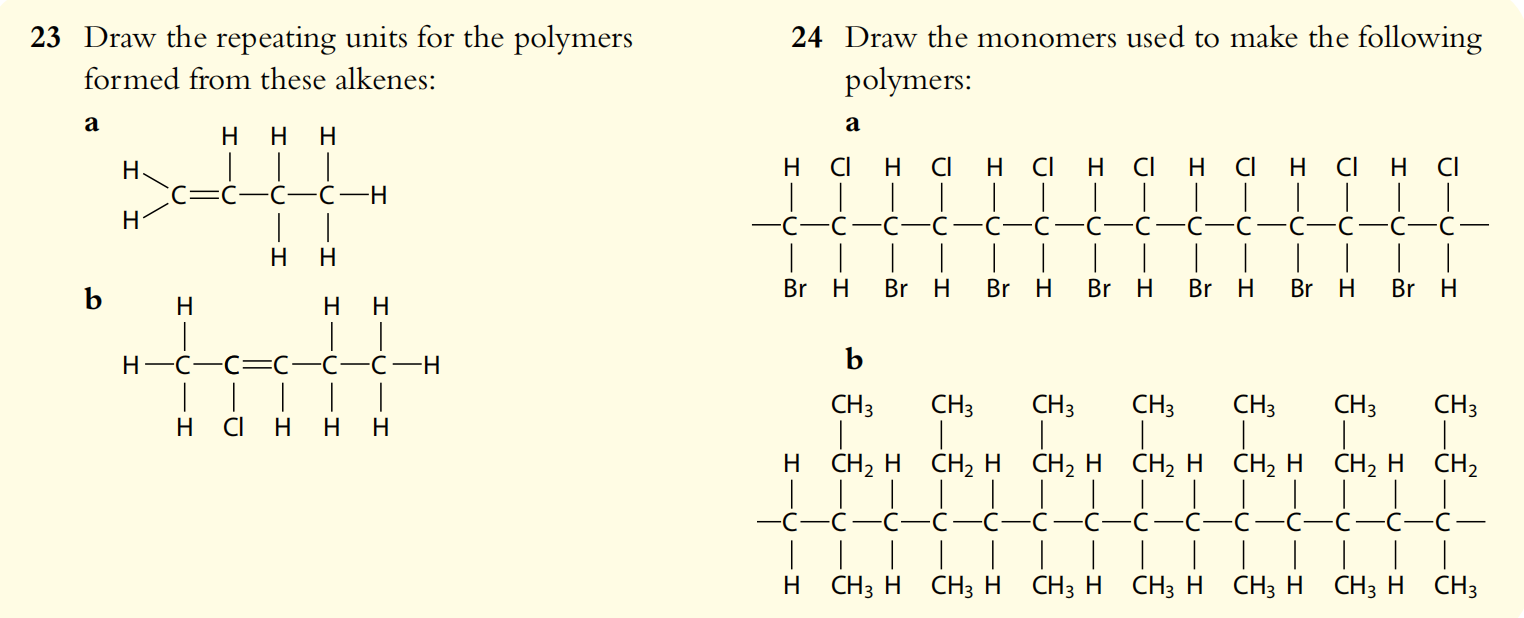 23 Draw the repeating units for the polymers
formed from these alkenes:
a
H H H
H
C=C—C—C—H
H
H H
b
H H H
H—C—C=C—C—C—H
H Cl H H H
24 Draw the monomers used to make the following
polymers:
a
H Cl H Cl H Cl H Cl H Cl H Cl H Cl
—C—C—C—C—C—C—C—C—C—C—C—C—C—C—
Br H Br H Br H Br H Br H Br H Br H
b
CH₃ CH₃ CH₃ CH₃ CH₃ CH₃ CH₃
H CH₂ H CH₂ H CH₂ H CH₂ H CH₂ H CH₂ H CH₂
—C—C—C—C—C—C—C—C—C—C—C—C—C—C—
H CH₃ H CH₃ H CH₃ H CH₃ H CH₃ H CH₃ H CH₃